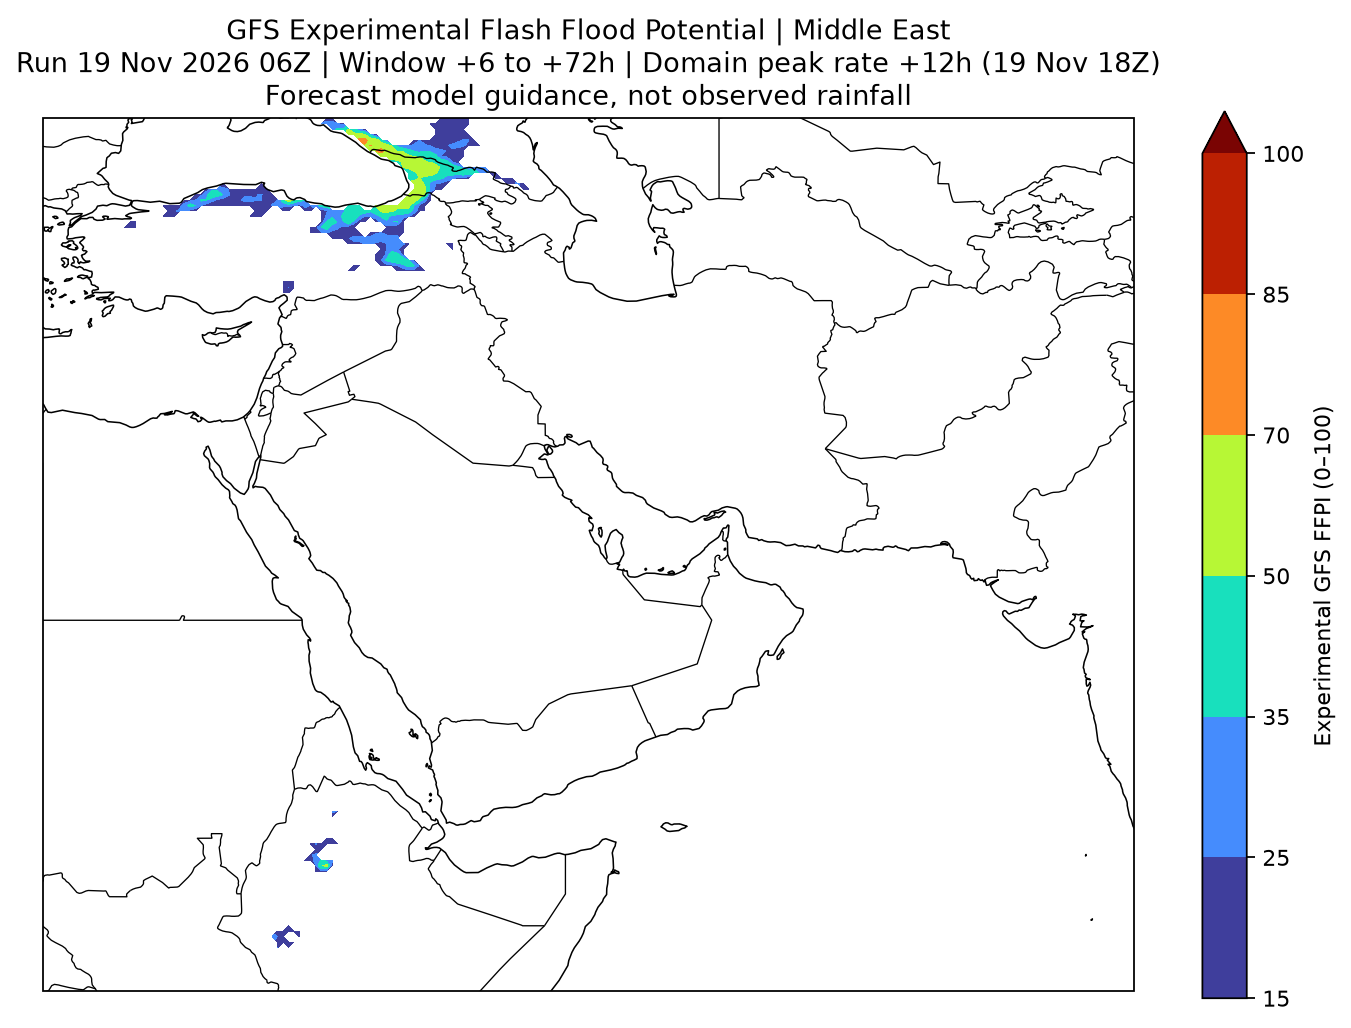 GFS Experimental Flash Flood Potential | Middle East
Run 19 Nov 2026 06Z | Window +6 to +72h | Domain peak rate +12h (19 Nov 18Z)
Forecast model guidance, not observed rainfall
100
85
70
50
35
25
15
Experimental GFS FFPI (0–100)